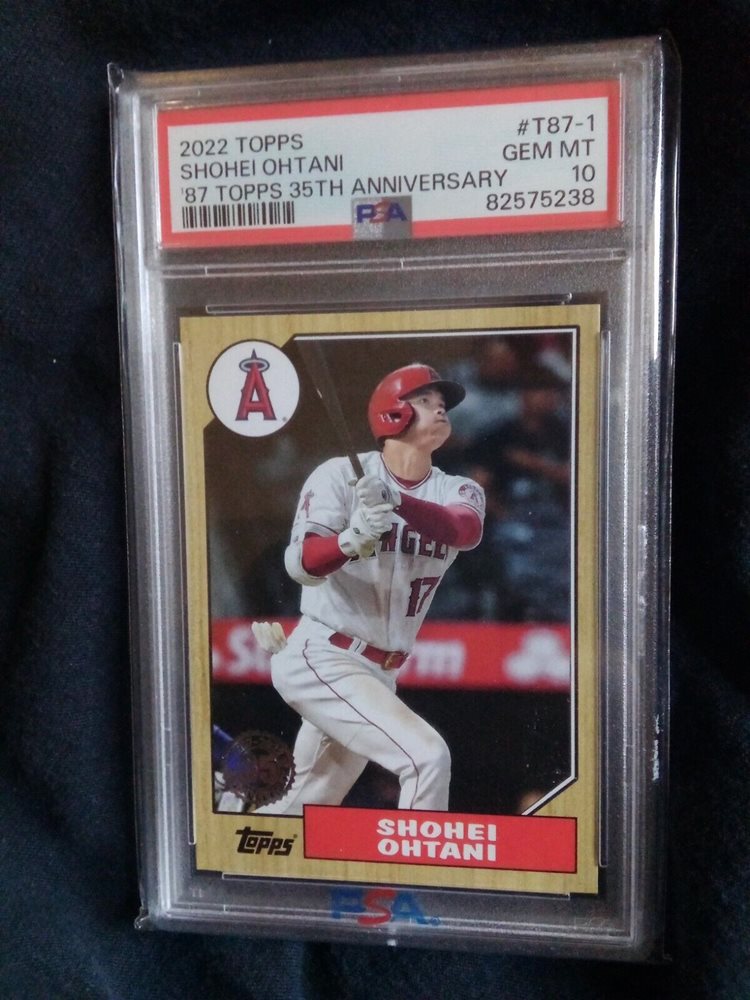 2022 TOPPS #T87-1
SHOHEI OHTANI GEM MT
'87 TOPPS 35TH ANNIVERSARY 10
82575238
PSA
A
ANGEL
17
Topps
SHOHEI
OHTANI
PSA